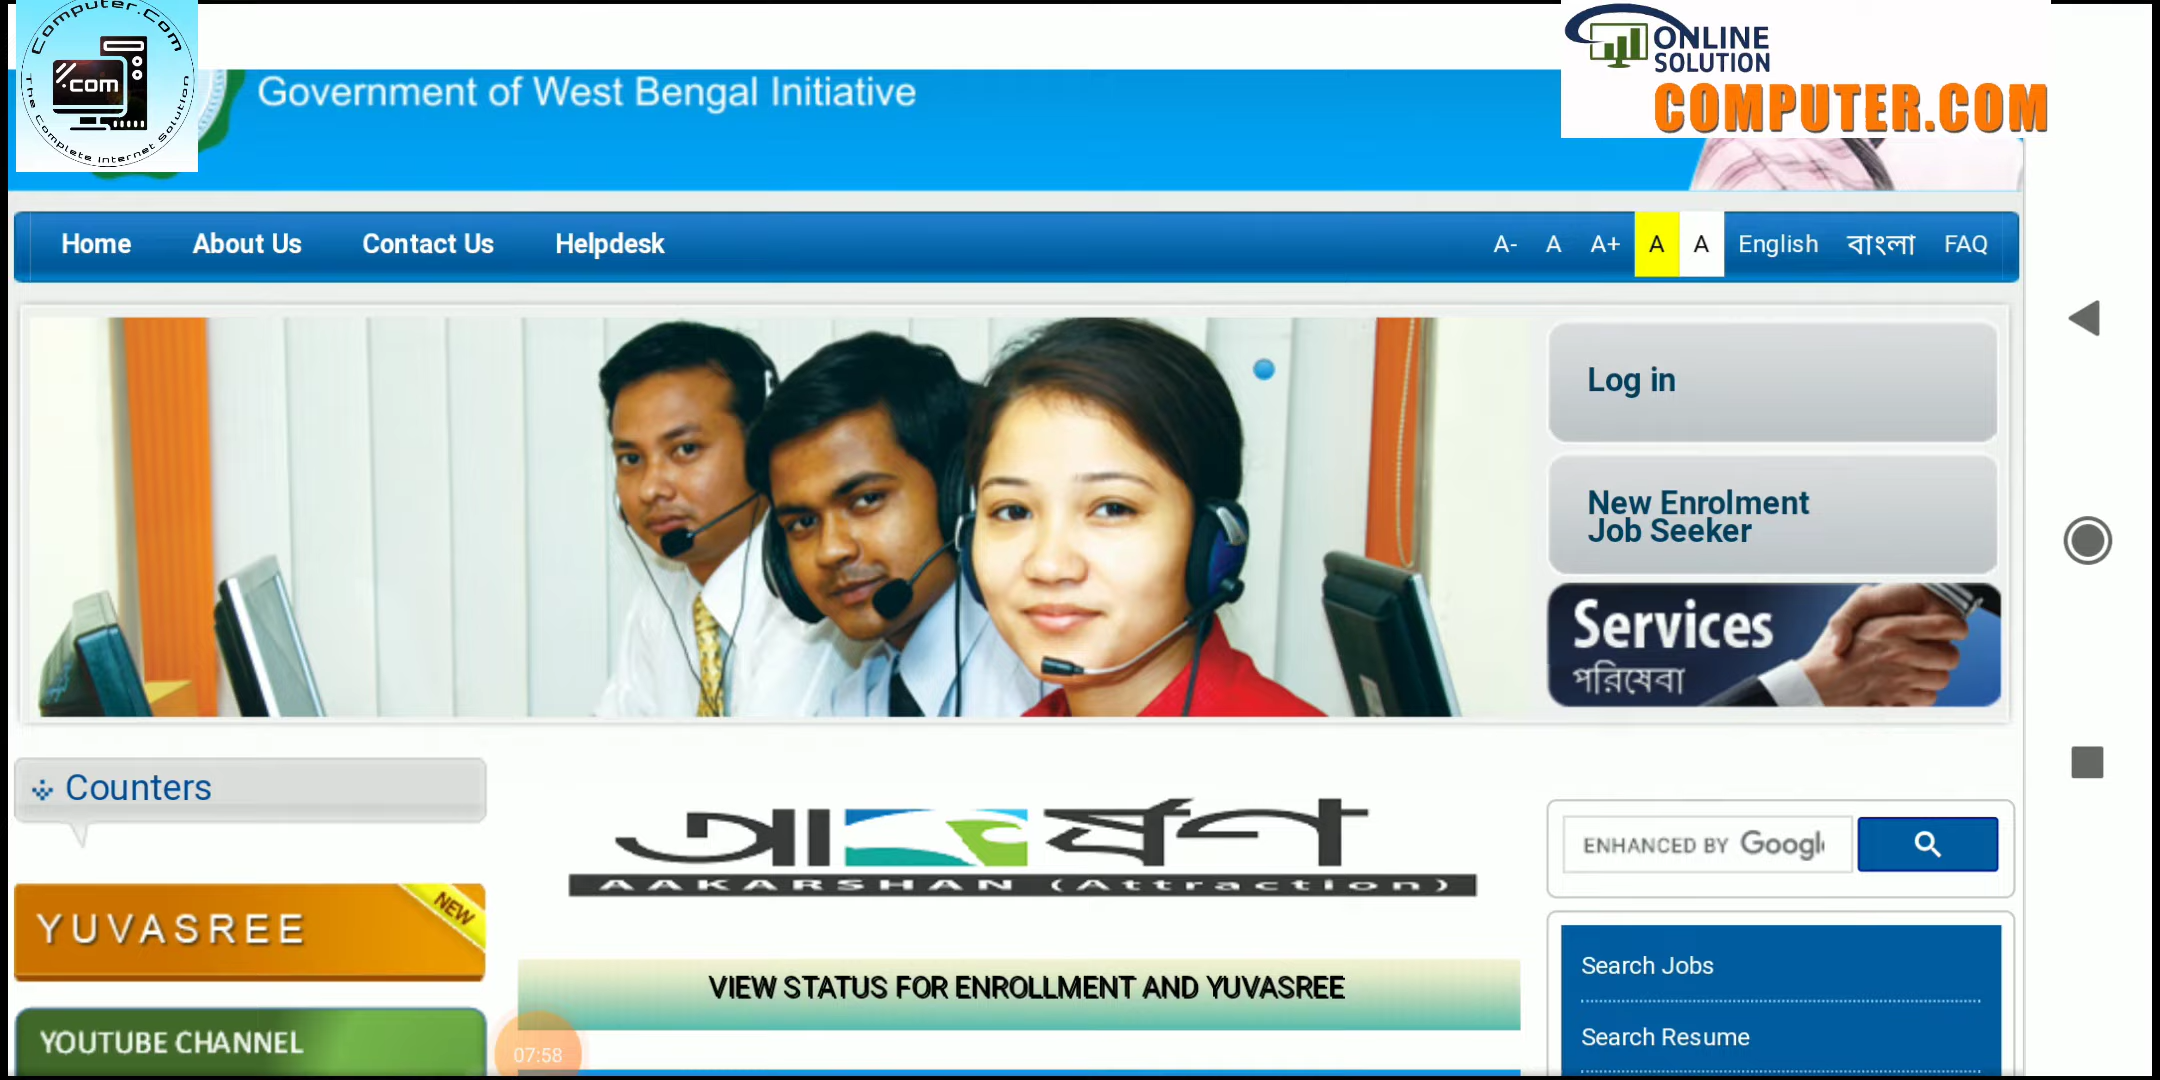 Computer.Com
.com
The Complete Internet Solution
ONLINE
SOLUTION
COMPUTER.COM
Government of West Bengal Initiative
Home About Us Contact Us Helpdesk A- A A+ A A English বাংলা FAQ
Log in
New Enrolment
Job Seeker
Services
পরিষেবা
Counters
আকর্ষণ
AAKARSHAN (Attraction)
ENHANCED BY Google
YUVASREE
NEW
VIEW STATUS FOR ENROLLMENT AND YUVASREE
Search Jobs
Search Resume
YOUTUBE CHANNEL
07:58